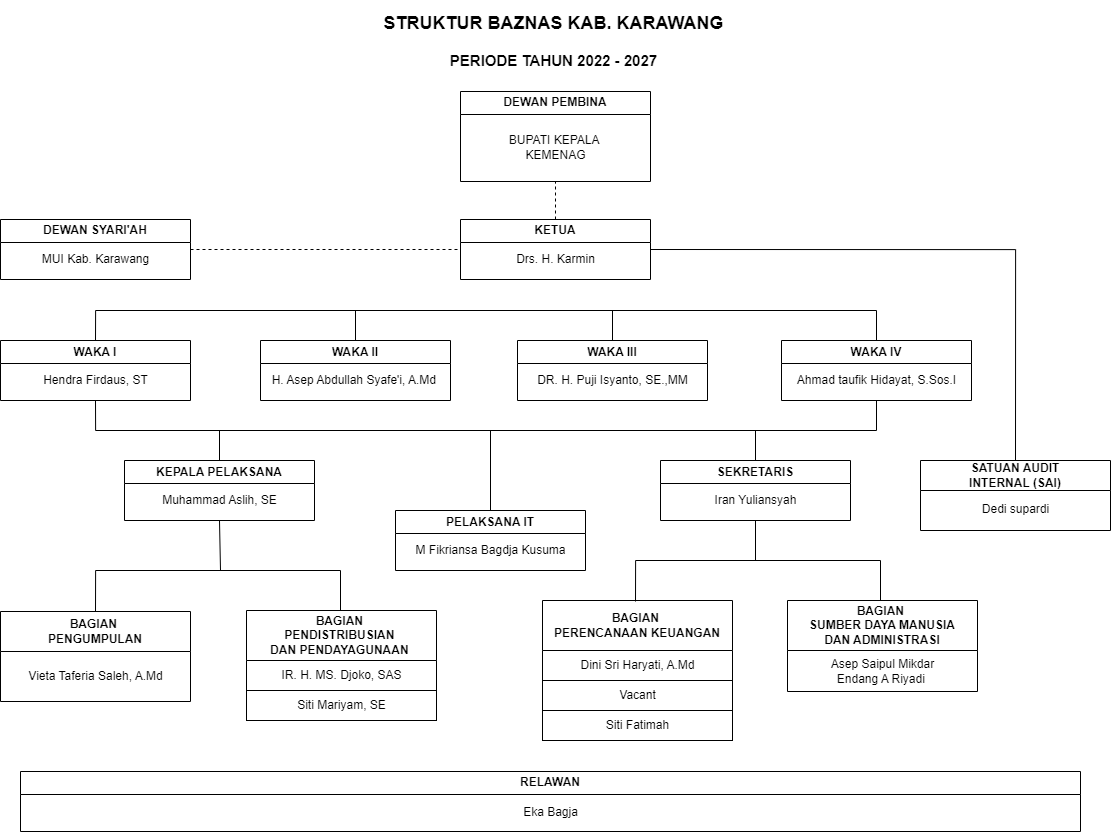 STRUKTUR BAZNAS KAB. KARAWANG
PERIODE TAHUN 2022 - 2027
DEWAN PEMBINA
BUPATI KEPALA
KEMENAG
DEWAN SYARI'AH
MUI Kab. Karawang
KETUA
Drs. H. Karmin
WAKA I
Hendra Firdaus, ST
WAKA II
H. Asep Abdullah Syafe'i, A.Md
WAKA III
DR. H. Puji Isyanto, SE.,MM
WAKA IV
Ahmad taufik Hidayat, S.Sos.I
KEPALA PELAKSANA
Muhammad Aslih, SE
PELAKSANA IT
M Fikriansa Bagdja Kusuma
SEKRETARIS
Iran Yuliansyah
SATUAN AUDIT
INTERNAL (SAI)
Dedi supardi
BAGIAN
PENGUMPULAN
Vieta Taferia Saleh, A.Md
BAGIAN
PENDISTRIBUSIAN
DAN PENDAYAGUNAAN
IR. H. MS. Djoko, SAS
Siti Mariyam, SE
BAGIAN
PERENCANAAN KEUANGAN
Dini Sri Haryati, A.Md
Vacant
Siti Fatimah
BAGIAN
SUMBER DAYA MANUSIA
DAN ADMINISTRASI
Asep Saipul Mikdar
Endang A Riyadi
RELAWAN
Eka Bagja